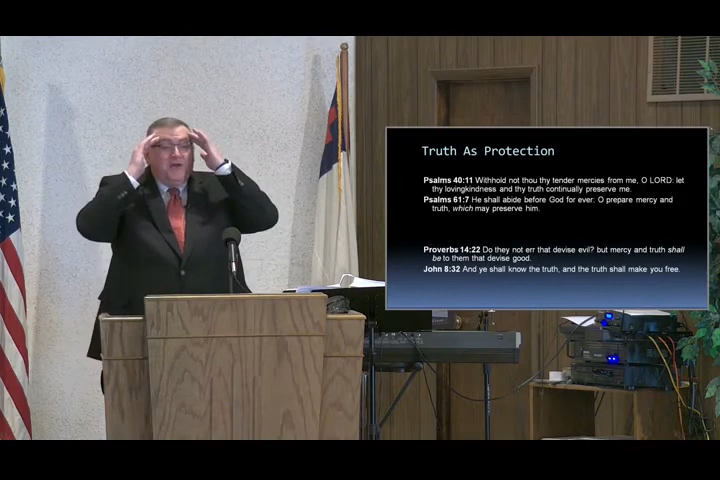 Truth As Protection
Psalms 40:11 Withhold not thou thy tender mercies from me, O LORD: let
thy lovingkindness and thy truth continually preserve me.
Psalms 61:7 He shall abide before God for ever: O prepare mercy and
truth, which may preserve him.
Proverbs 14:22 Do they not err that devise evil? but mercy and truth shall
be to them that devise good.
John 8:32 And ye shall know the truth, and the truth shall make you free.